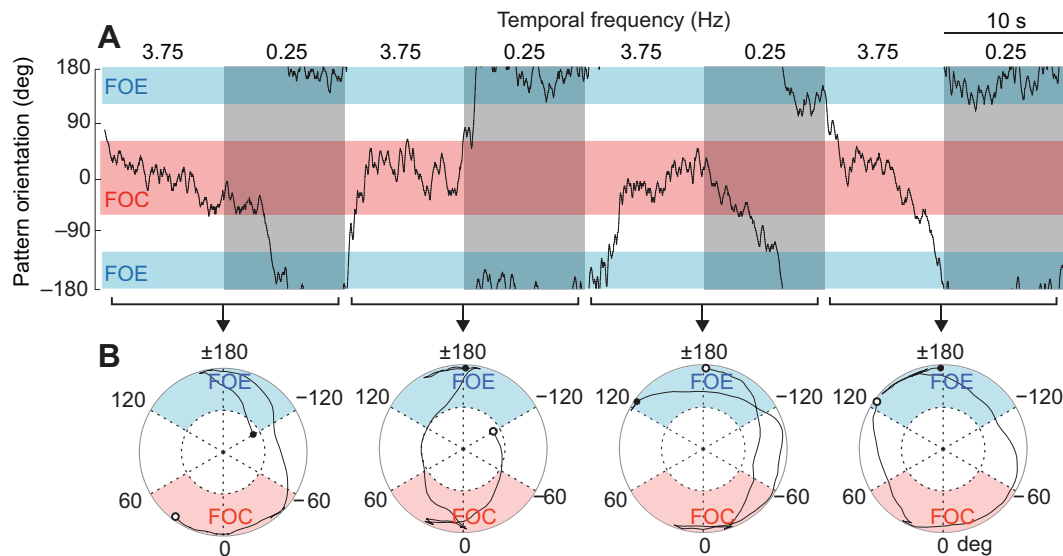 Temporal frequency (Hz)
10 s
A
3.75 0.25 3.75 0.25 3.75 0.25 3.75 0.25
Pattern orientation (deg)
180
FOE
90
0
FOC
−90
FOE
−180
B
±180 ±180 ±180 ±180
FOE FOE FOE FOE
120 −120 120 −120 120 −120 120 −120
60 −60 60 −60 60 −60 60 −60
FOC FOC FOC FOC
0 0 0 0 deg